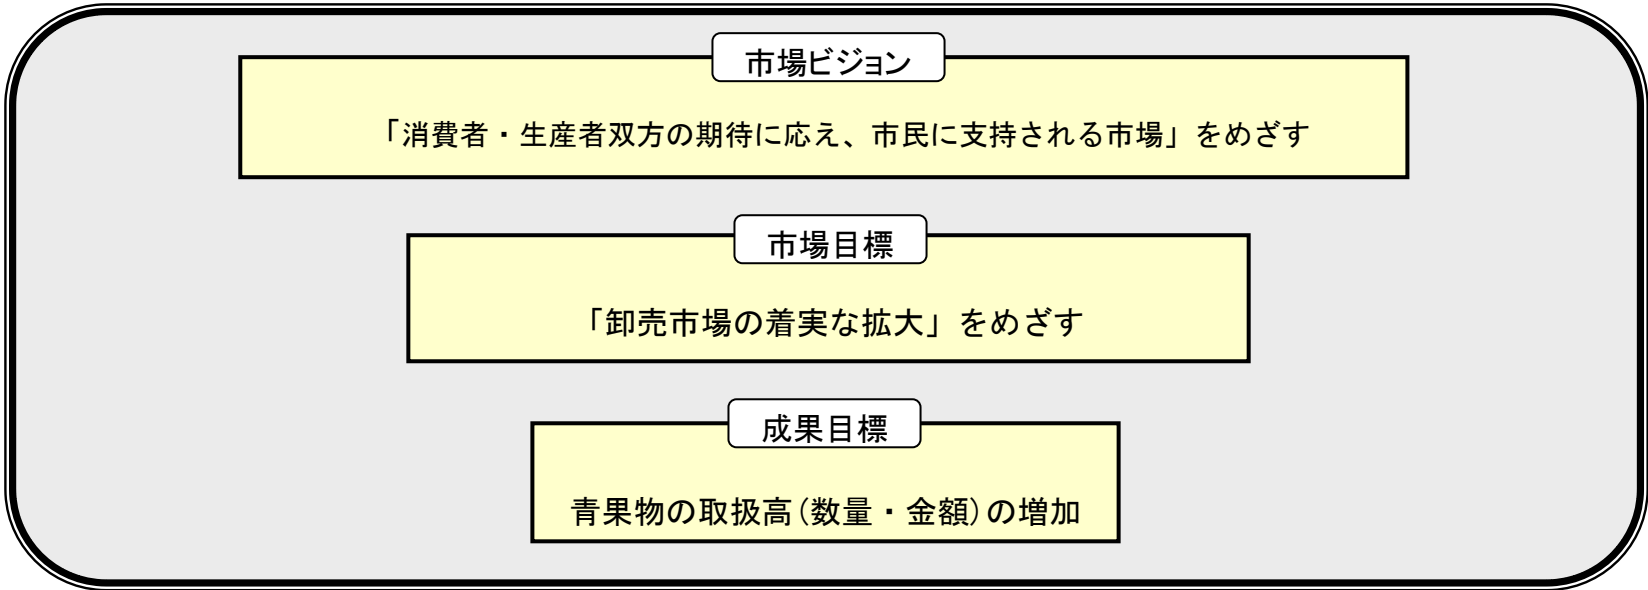 市場ビジョン
「消費者・生産者双方の期待に応え、市民に支持される市場」をめざす
市場目標
「卸売市場の着実な拡大」をめざす
成果目標
青果物の取扱高(数量・金額)の増加